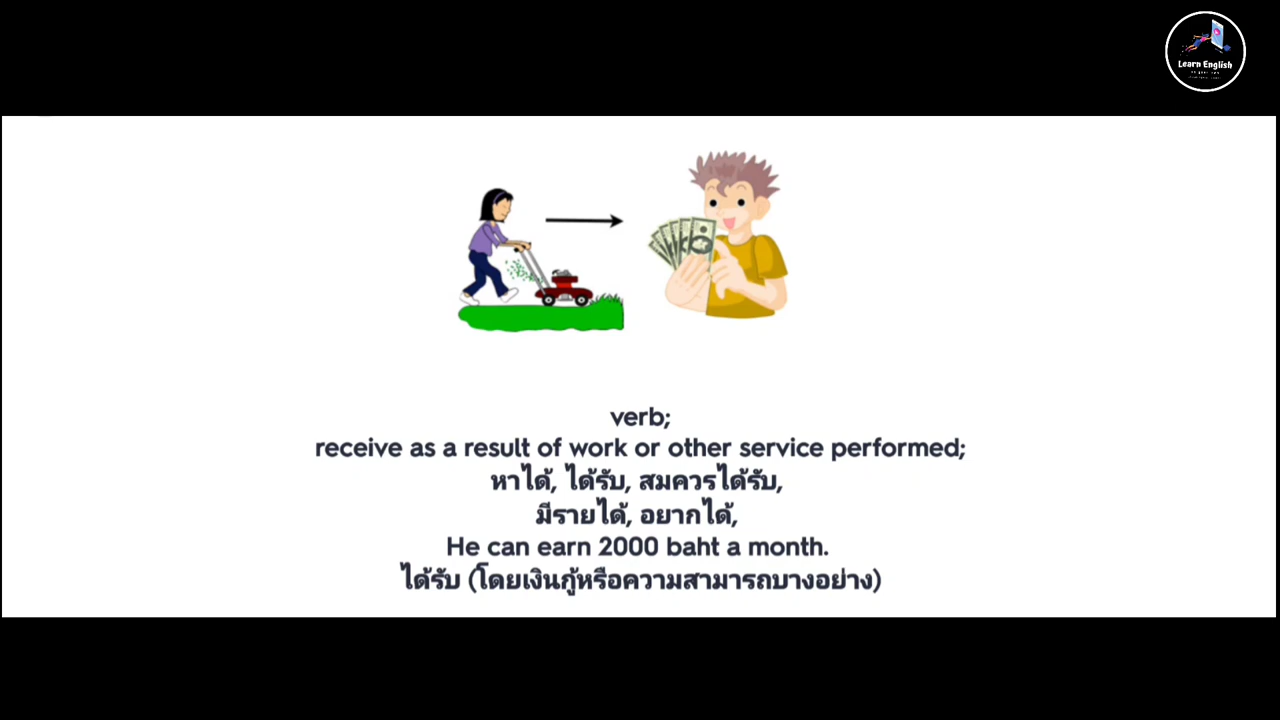 Learn English
verb;
receive as a result of work or other service performed;
หาได้, ได้รับ, สมควรได้รับ,
มีรายได้, อยากได้,
He can earn 2000 baht a month.
ได้รับ (โดยเงินกู้หรือความสามารถบางอย่าง)